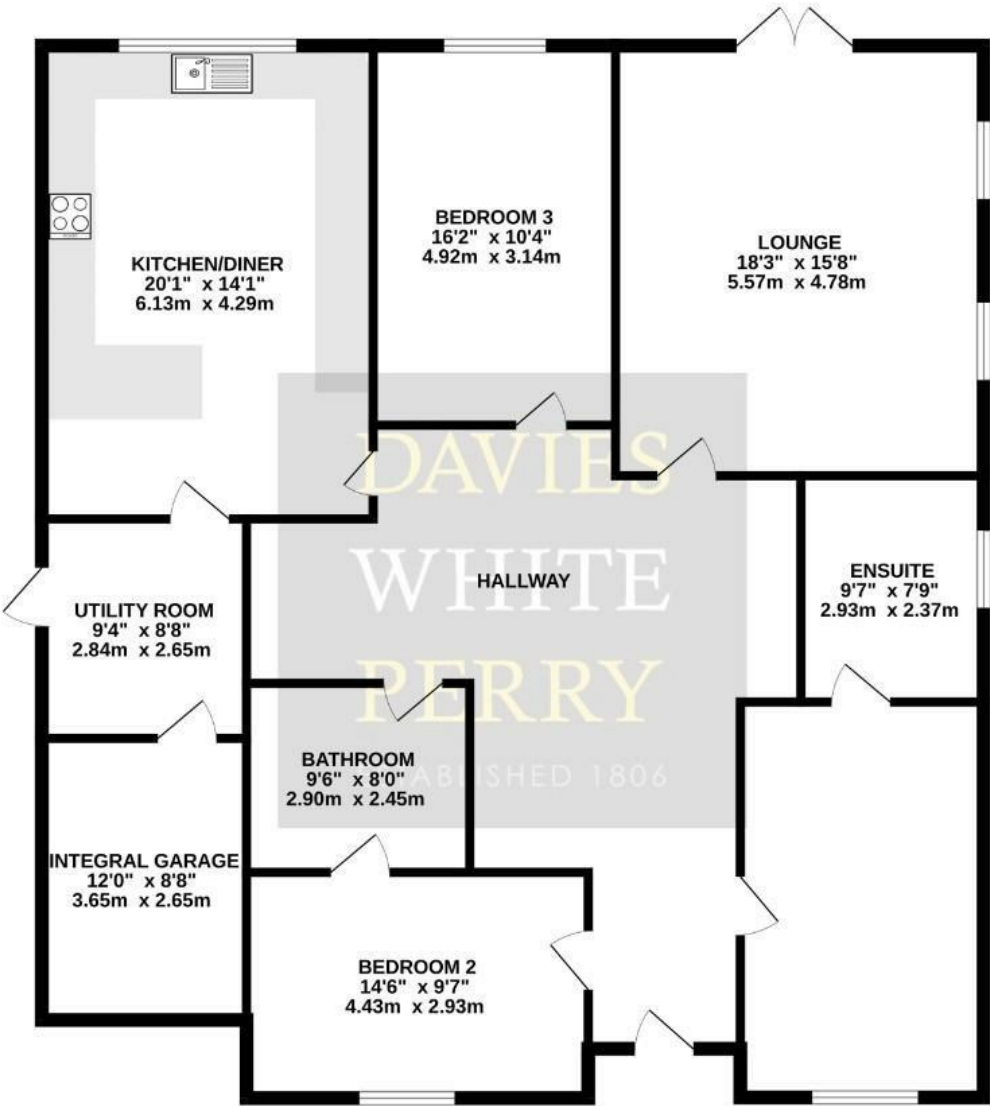 KITCHEN/DINER
20'1" x 14'1"
6.13m x 4.29m
BEDROOM 3
16'2" x 10'4"
4.92m x 3.14m
LOUNGE
18'3" x 15'8"
5.57m x 4.78m
DAVIES
WHITE
PERRY
ESTABLISHED 1806
HALLWAY
ENSUITE
9'7" x 7'9"
2.93m x 2.37m
UTILITY ROOM
9'4" x 8'8"
2.84m x 2.65m
BATHROOM
9'6" x 8'0"
2.90m x 2.45m
INTEGRAL GARAGE
12'0" x 8'8"
3.65m x 2.65m
BEDROOM 2
14'6" x 9'7"
4.43m x 2.93m